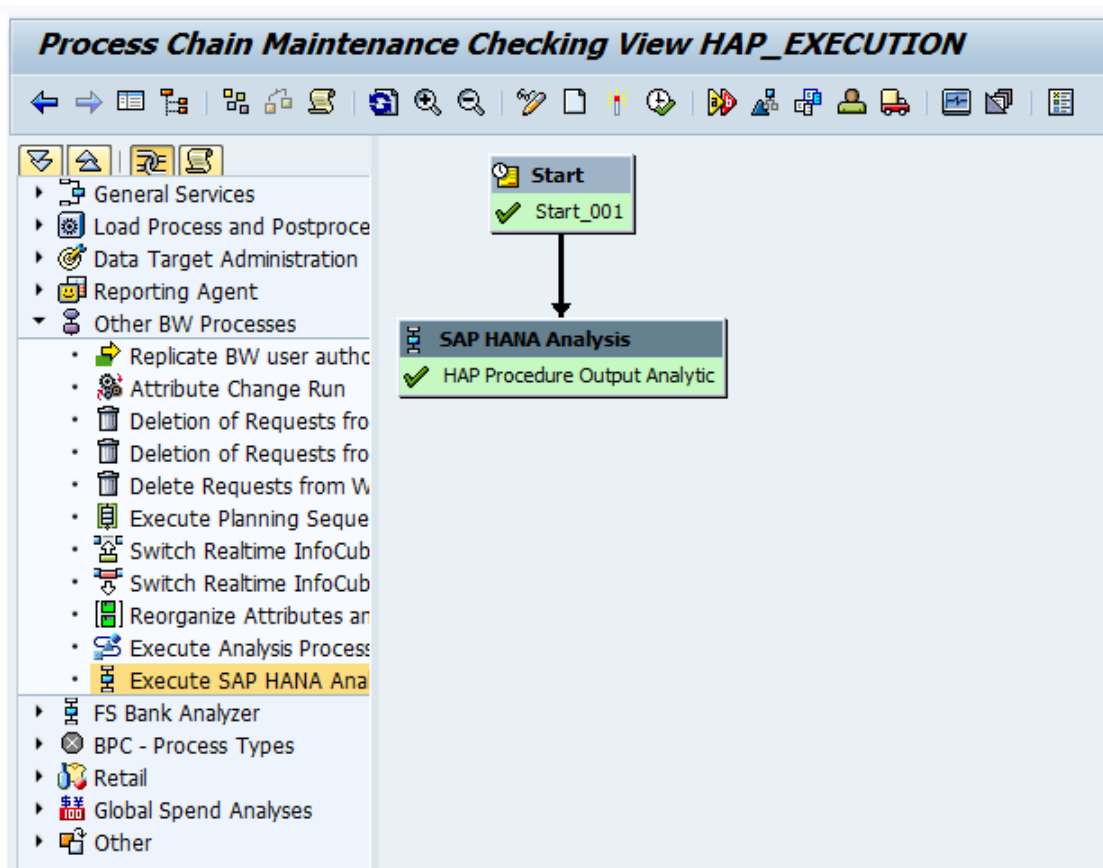 Process Chain Maintenance Checking View HAP_EXECUTION
General Services
Load Process and Postproce
Data Target Administration
Reporting Agent
Other BW Processes
Replicate BW user autho
Attribute Change Run
Deletion of Requests fro
Deletion of Requests fro
Delete Requests from W
Execute Planning Seque
Switch Realtime InfoCub
Switch Realtime InfoCub
Reorganize Attributes an
Execute Analysis Process
Execute SAP HANA Ana
FS Bank Analyzer
BPC - Process Types
Retail
Global Spend Analyses
Other
Start
Start_001
SAP HANA Analysis
HAP Procedure Output Analytic